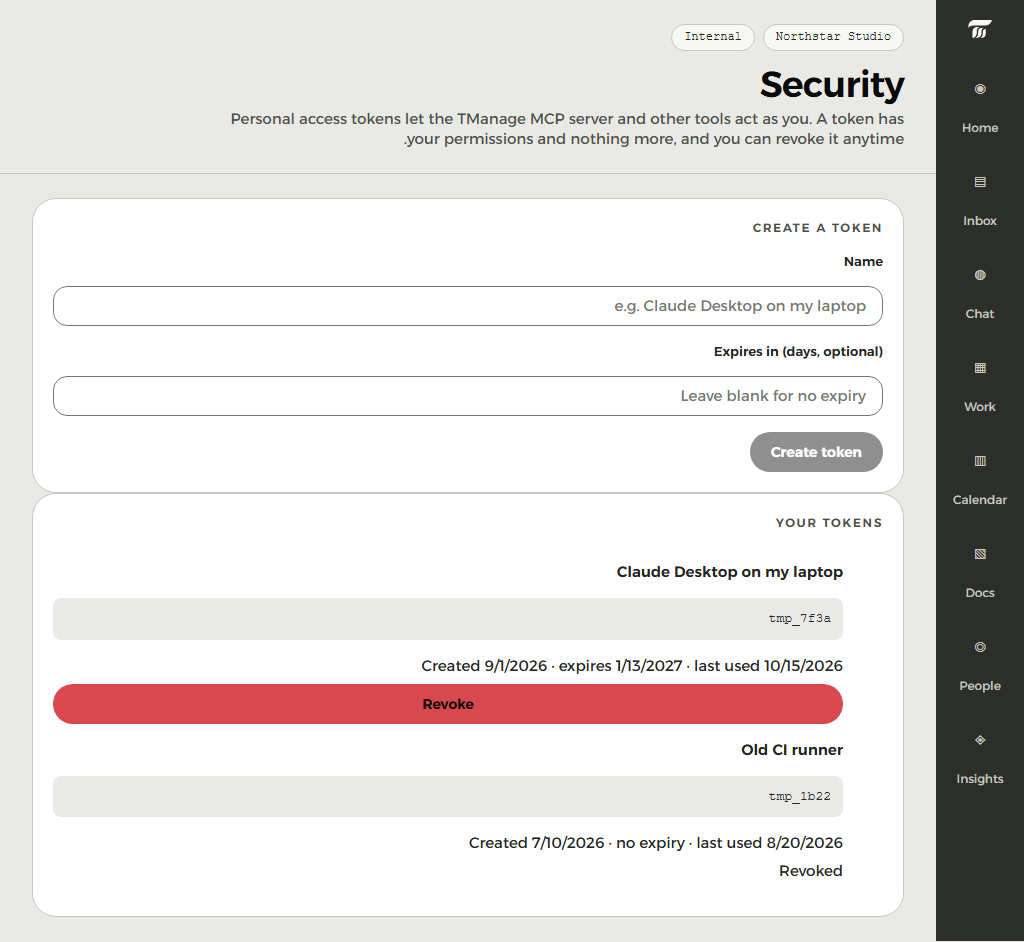 Northstar Studio
Internal
Security
Personal access tokens let the TManage MCP server and other tools act as you. A token has
.your permissions and nothing more, and you can revoke it anytime
CREATE A TOKEN
Name
e.g. Claude Desktop on my laptop
Expires in (days, optional)
Leave blank for no expiry
Create token
YOUR TOKENS
Claude Desktop on my laptop
tmp_7f3a
Created 9/1/2026 · expires 1/13/2027 · last used 10/15/2026
Revoke
Old CI runner
tmp_1b22
Created 7/10/2026 · no expiry · last used 8/20/2026
Revoked
Home
Inbox
Chat
Work
Calendar
Docs
People
Insights